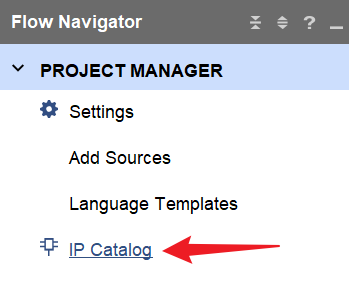 Flow Navigator
PROJECT MANAGER
Settings
Add Sources
Language Templates
IP Catalog